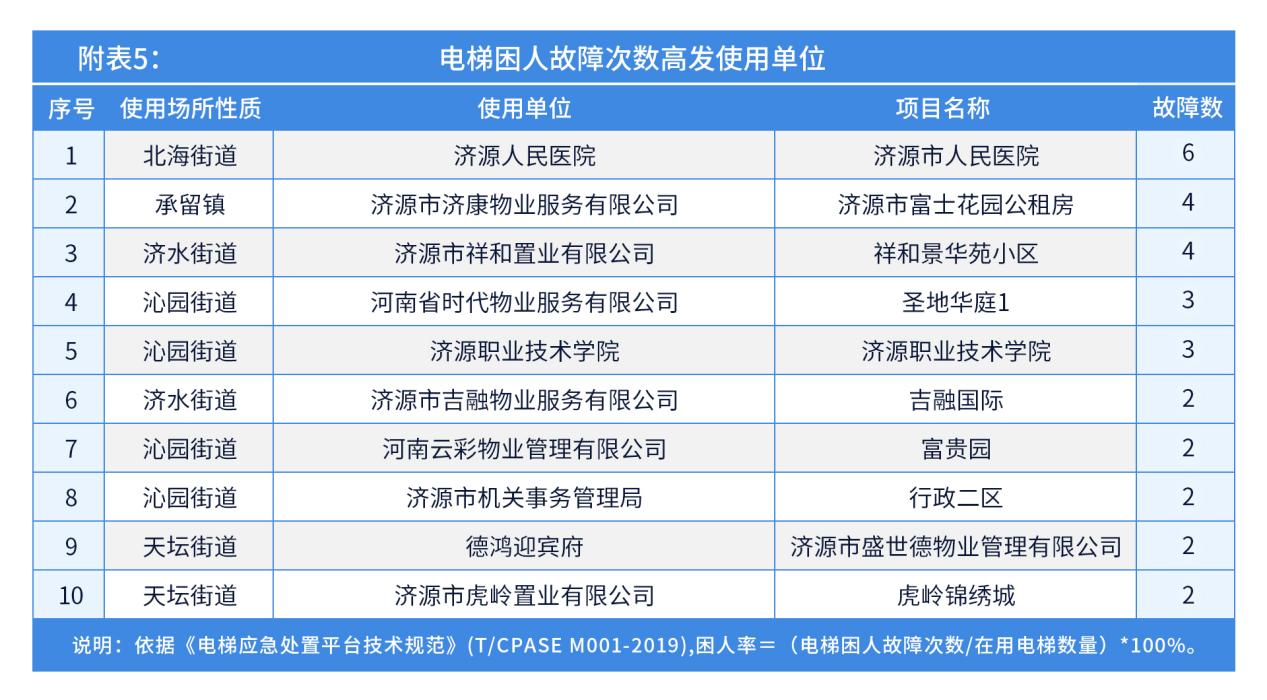 附表5： 电梯困人故障次数高发使用单位
序号 使用场所性质 使用单位 项目名称 故障数
1 北海街道 济源人民医院 济源市人民医院 6
2 承留镇 济源市济康物业服务有限公司 济源市富士花园公租房 4
3 济水街道 济源市祥和置业有限公司 祥和景华苑小区 4
4 沁园街道 河南省时代物业服务有限公司 圣地华庭1 3
5 沁园街道 济源职业技术学院 济源职业技术学院 3
6 济水街道 济源市吉融物业服务有限公司 吉融国际 2
7 沁园街道 河南云彩物业管理有限公司 富贵园 2
8 沁园街道 济源市机关事务管理局 行政二区 2
9 天坛街道 德鸿迎宾府 济源市盛世德物业管理有限公司 2
10 天坛街道 济源市虎岭置业有限公司 虎岭锦绣城 2
说明：依据《电梯应急处置平台技术规范》(T/CPASE M001-2019),困人率＝（电梯困人故障次数/在用电梯数量）*100%。